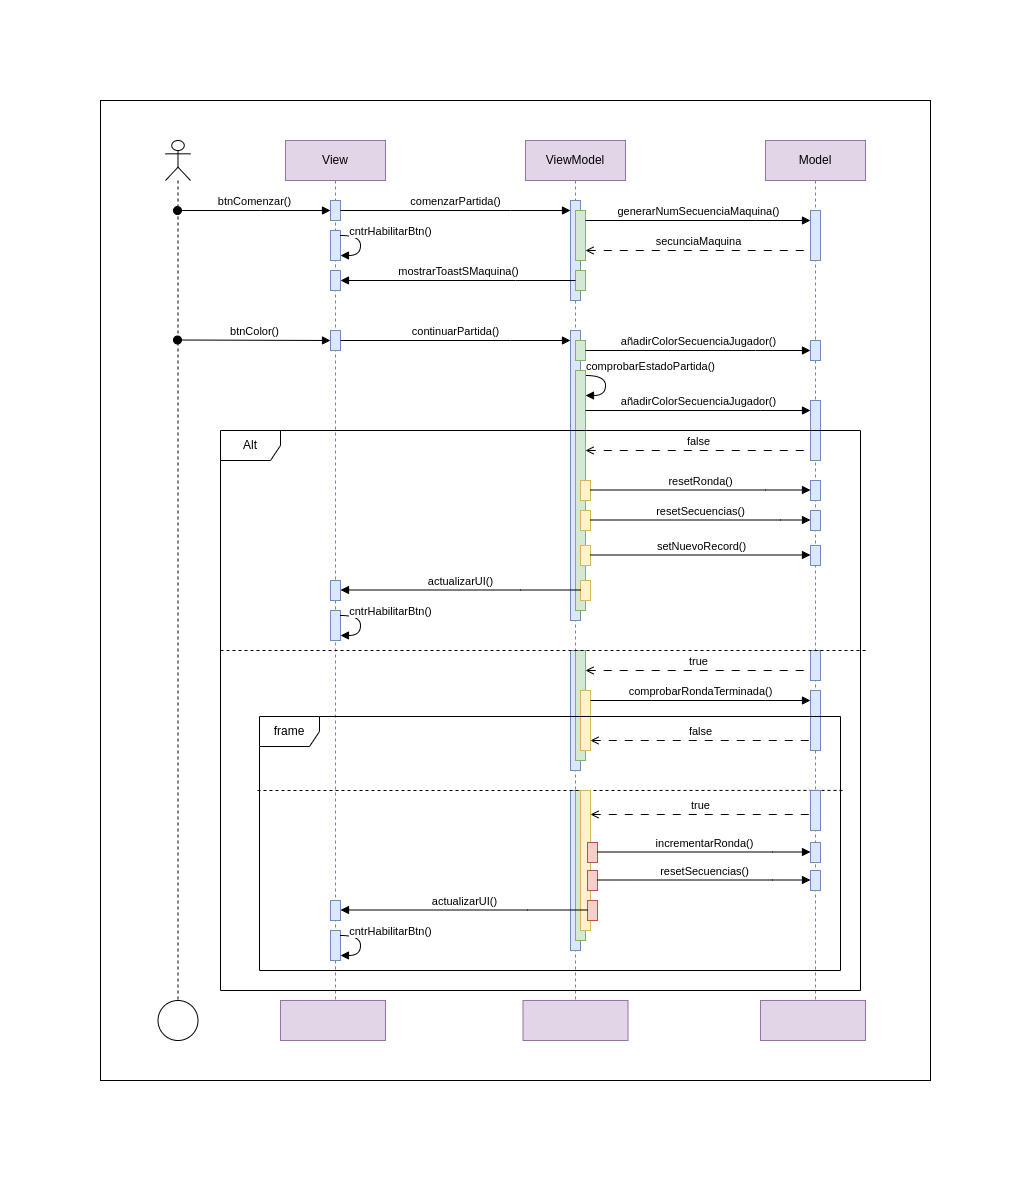 View
ViewModel
Model
btnComenzar()
comenzarPartida()
generarNumSecuenciaMaquina()
cntrHabilitarBtn()
secunciaMaquina
mostrarToastSMaquina()
btnColor()
continuarPartida()
añadirColorSecuenciaJugador()
comprobarEstadoPartida()
añadirColorSecuenciaJugador()
Alt
false
resetRonda()
resetSecuencias()
setNuevoRecord()
actualizarUI()
cntrHabilitarBtn()
true
comprobarRondaTerminada()
frame
false
true
incrementarRonda()
resetSecuencias()
actualizarUI()
cntrHabilitarBtn()